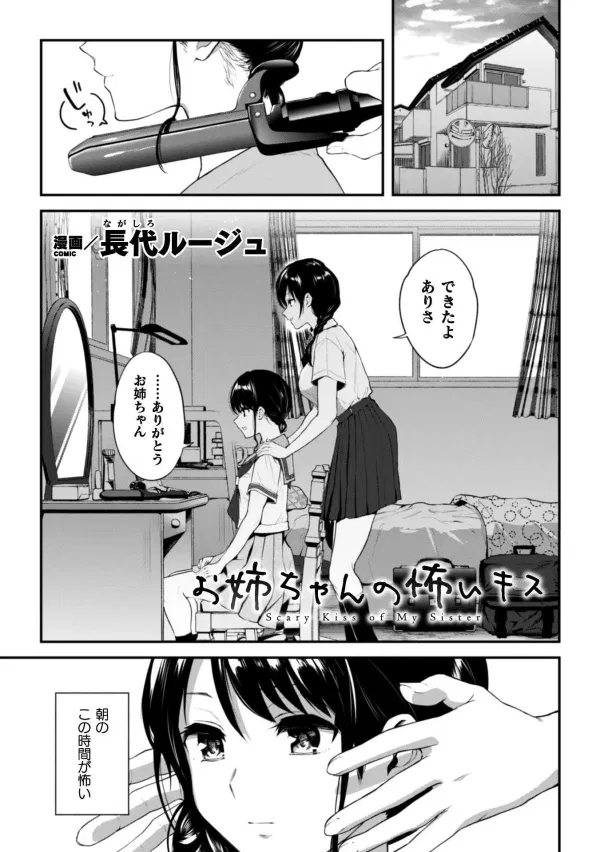 じゅっ
漫画／長代ルージュ
ながしろ
COMIC
できたよ
ありさ
……ありがとう
お姉ちゃん
お姉ちゃんの怖いキス
Scary Kiss of My Sister
朝の
この時間が怖い